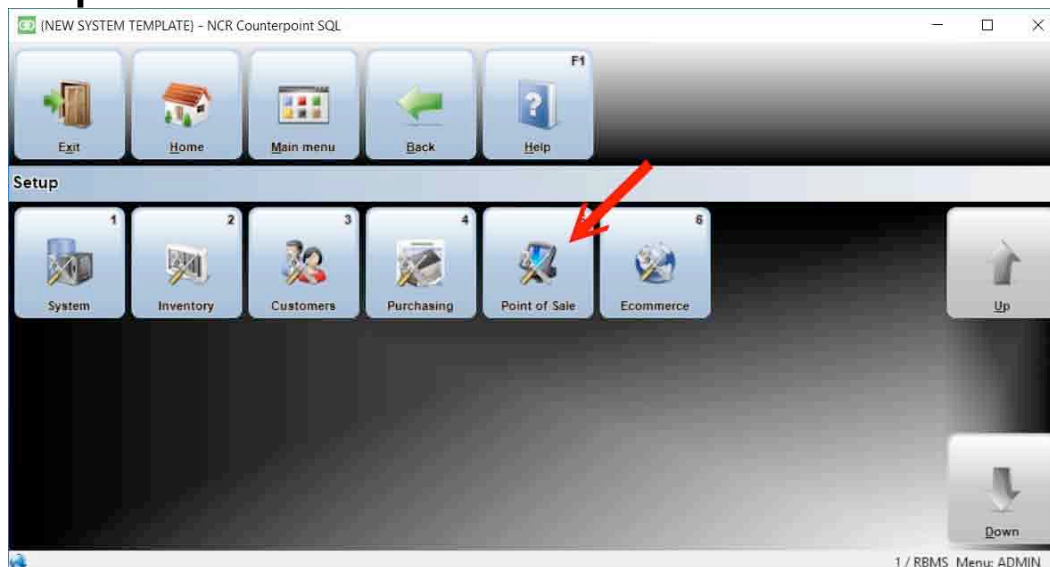 (NEW SYSTEM TEMPLATE) - NCR Counterpoint SQL
F1
Exit Home Main menu Back Help
Setup
1 2 3 4 6
System Inventory Customers Purchasing Point of Sale Ecommerce Up
Down
1 / RBMS Menu: ADMIN